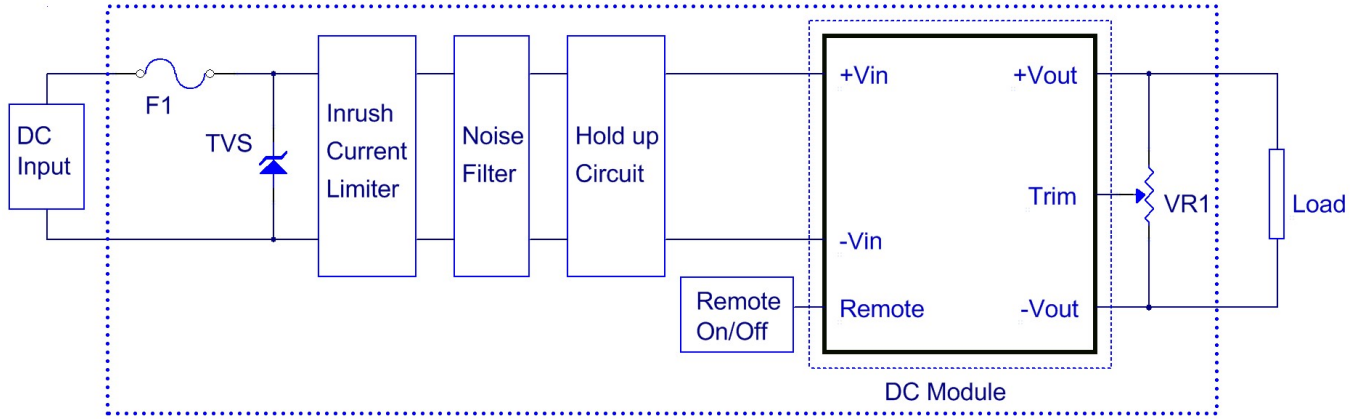 DC
Input
F1
TVS
Inrush
Current
Limiter
Noise
Filter
Hold up
Circuit
Remote
On/Off
+Vin
-Vin
Remote
+Vout
Trim
-Vout
DC Module
VR1
Load